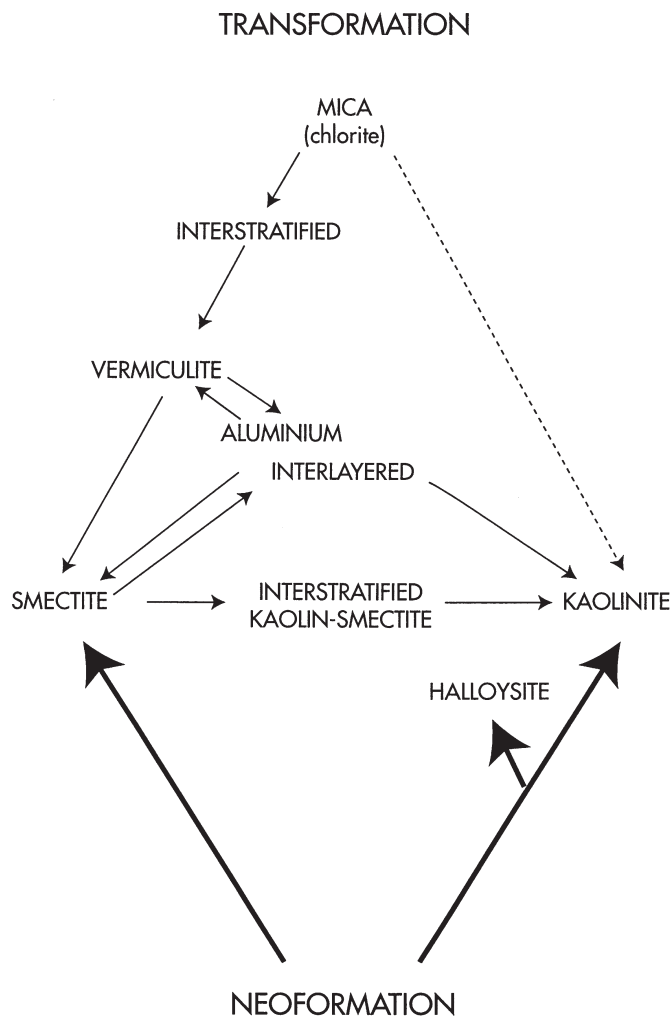 TRANSFORMATION
MICA
(chlorite)
INTERSTRATIFIED
VERMICULITE
ALUMINIUM
INTERLAYERED
SMECTITE
INTERSTRATIFIED
KAOLIN-SMECTITE
KAOLINITE
HALLOYSITE
NEOFORMATION